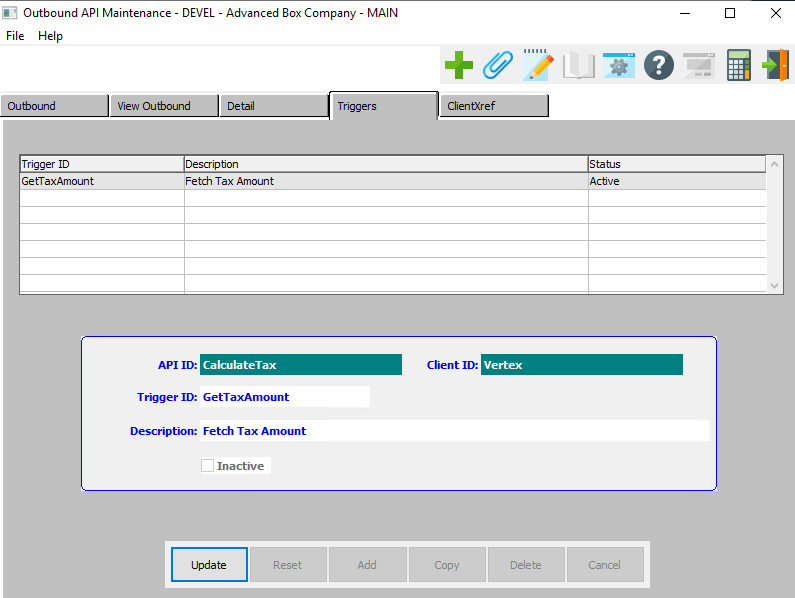 Outbound API Maintenance - DEVEL - Advanced Box Company - MAIN
File Help
?
Outbound View Outbound Detail Triggers ClientXref
Trigger ID Description Status
GetTaxAmount Fetch Tax Amount Active
API ID: CalculateTax Client ID: Vertex
Trigger ID: GetTaxAmount
Description: Fetch Tax Amount
Inactive
Update Reset Add Copy Delete Cancel